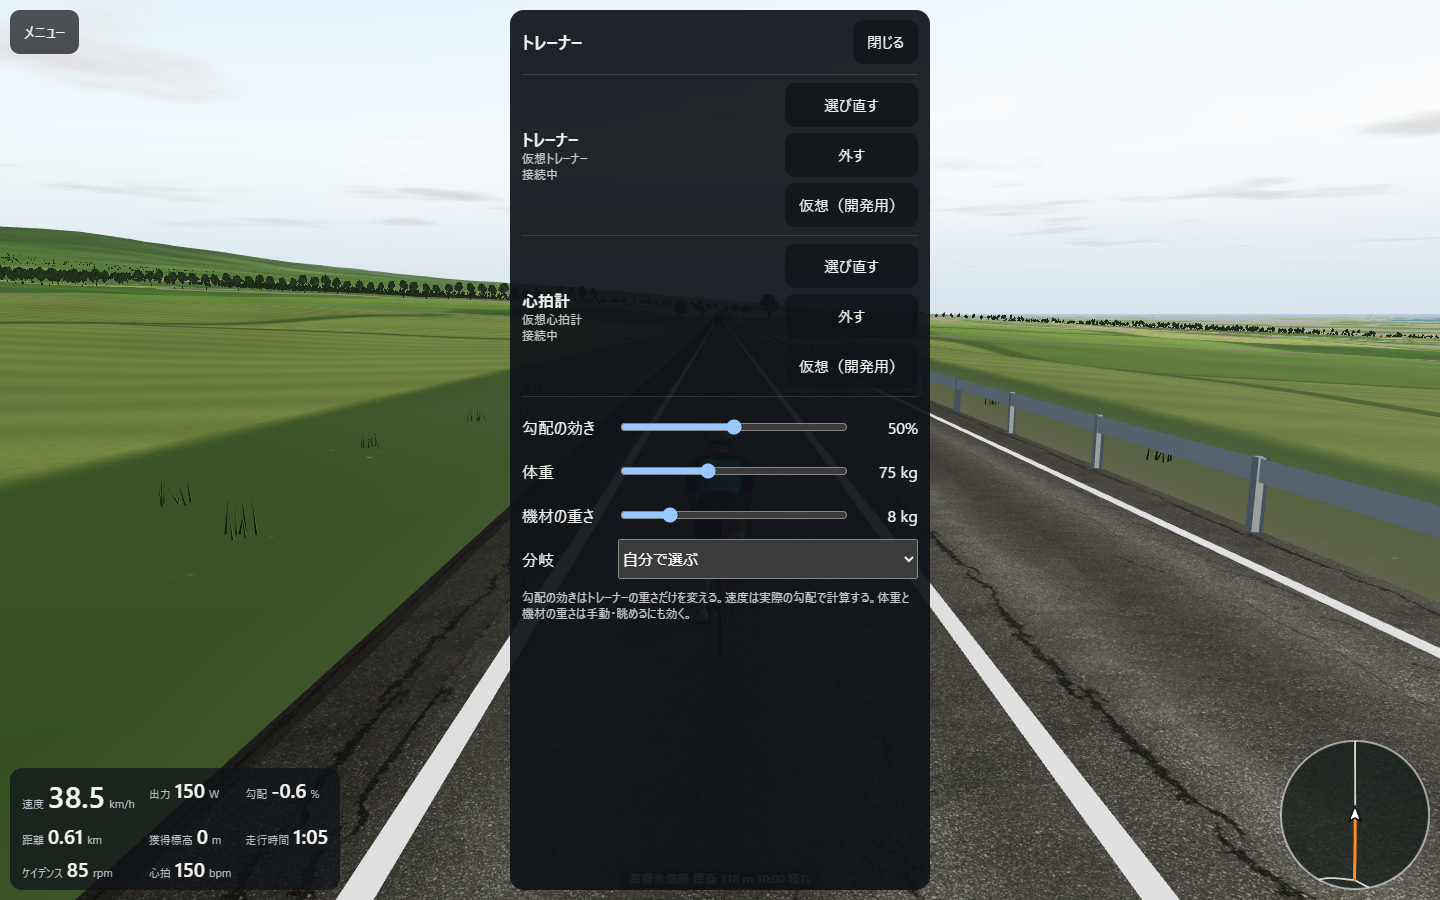 メニュー
トレーナー
閉じる
トレーナー
仮想トレーナー
接続中
選び直す
外す
仮想（開発用）
心拍計
仮想心拍計
接続中
選び直す
外す
仮想（開発用）
勾配の効き 50%
体重 75 kg
機材の重さ 8 kg
分岐 自分で選ぶ
勾配の効きはトレーナーの重さだけを変える。速度は実際の勾配で計算する。体重と
機材の重さは手動・眺めるにも効く。
速度 38.5 km/h 出力 150 W 勾配 -0.6 %
距離 0.61 km 獲得標高 0 m 走行時間 1:05
ケイデンス 85 rpm 心拍 150 bpm
標高 118 m 10:00 晴れ